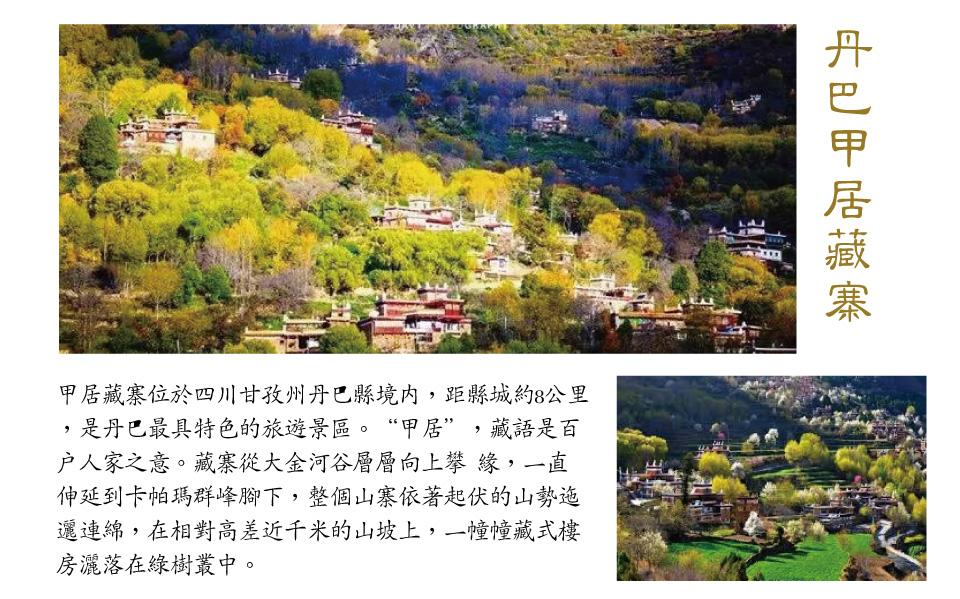 丹巴甲居藏寨
甲居藏寨位於四川甘孜州丹巴縣境内，距縣城約8公里
，是丹巴最具特色的旅遊景區。“甲居”，藏語是百
户人家之意。藏寨從大金河谷層層向上攀 緣，一直
伸延到卡帕瑪群峰腳下，整個山寨依著起伏的山勢迤
邐連綿，在相對高差近千米的山坡上，一幢幢藏式樓
房灑落在綠樹叢中。